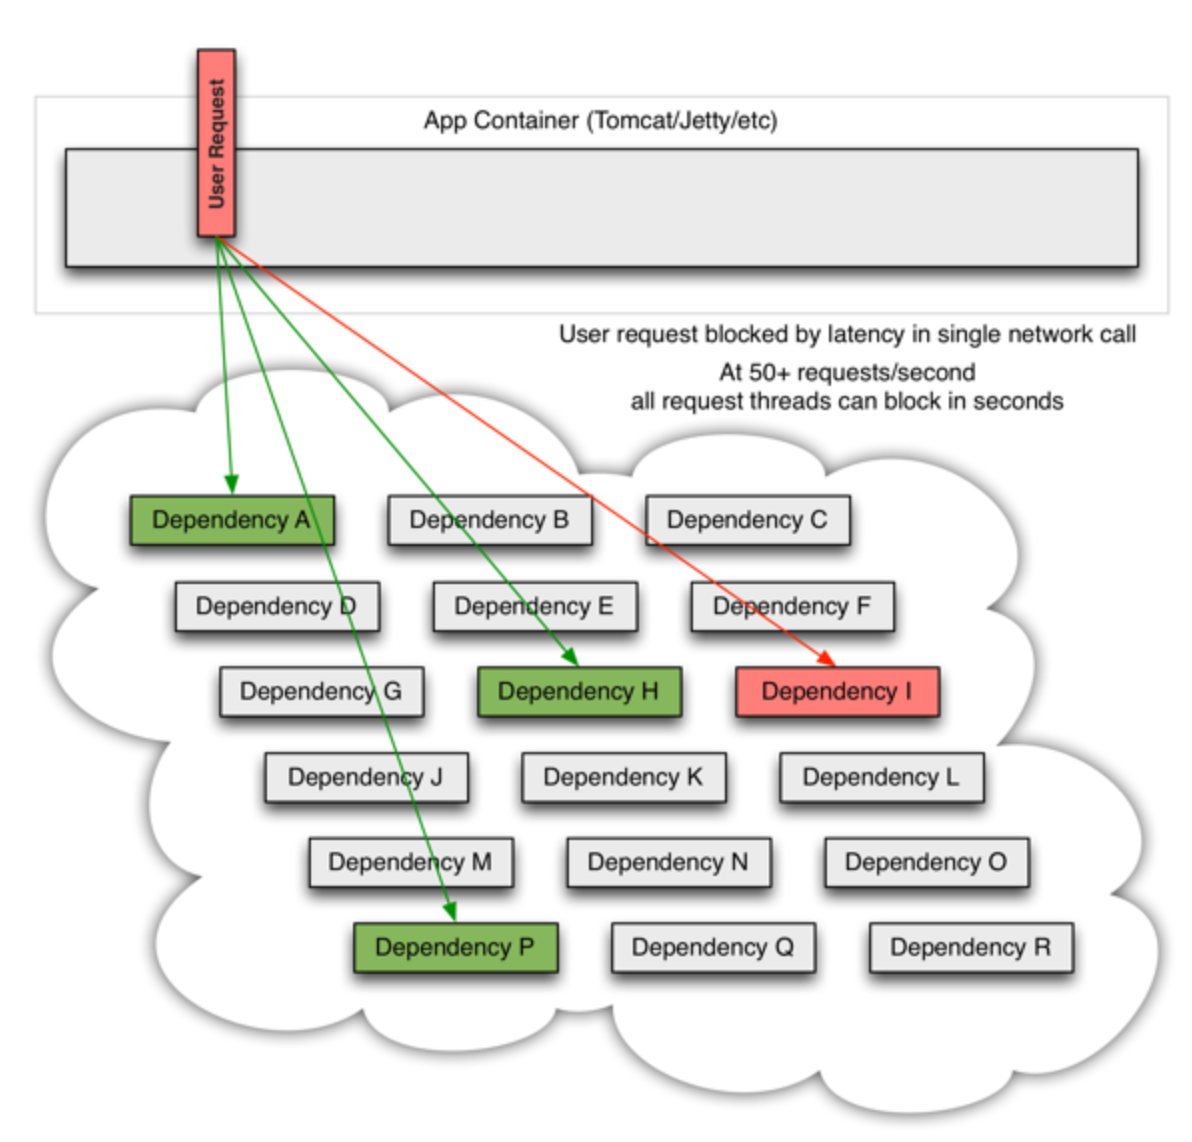 User Request
App Container (Tomcat/Jetty/etc)
User request blocked by latency in single network call
At 50+ requests/second
all request threads can block in seconds
Dependency A
Dependency B
Dependency C
Dependency D
Dependency E
Dependency F
Dependency G
Dependency H
Dependency I
Dependency J
Dependency K
Dependency L
Dependency M
Dependency N
Dependency O
Dependency P
Dependency Q
Dependency R